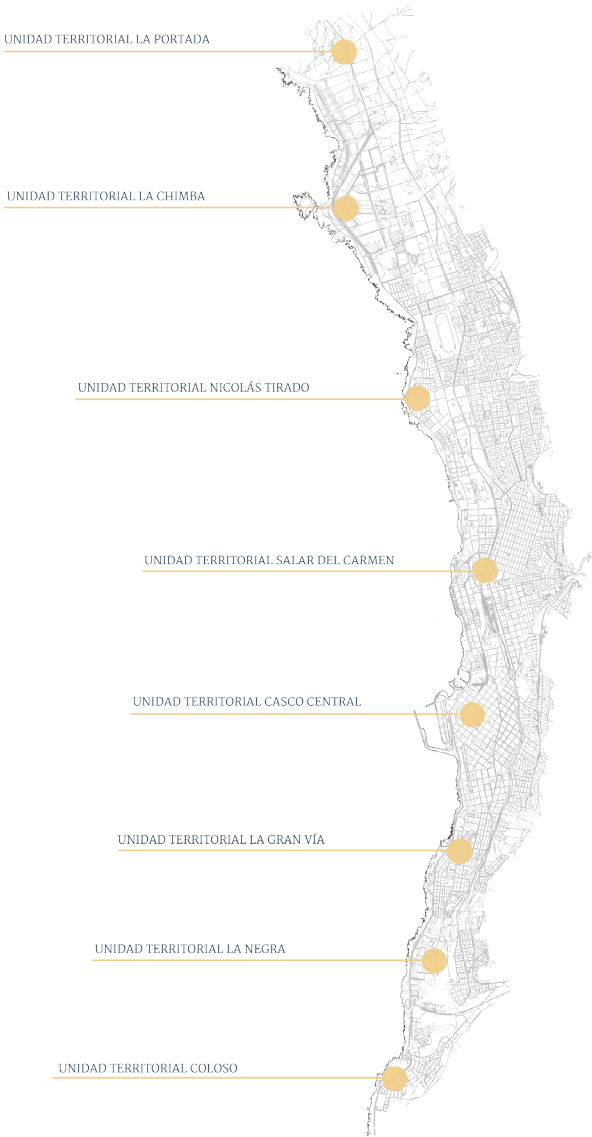 UNIDAD TERRITORIAL LA PORTADA
UNIDAD TERRITORIAL LA CHIMBA
UNIDAD TERRITORIAL NICOLÁS TIRADO
UNIDAD TERRITORIAL SALAR DEL CARMEN
UNIDAD TERRITORIAL CASCO CENTRAL
UNIDAD TERRITORIAL LA GRAN VÍA
UNIDAD TERRITORIAL LA NEGRA
UNIDAD TERRITORIAL COLOSO